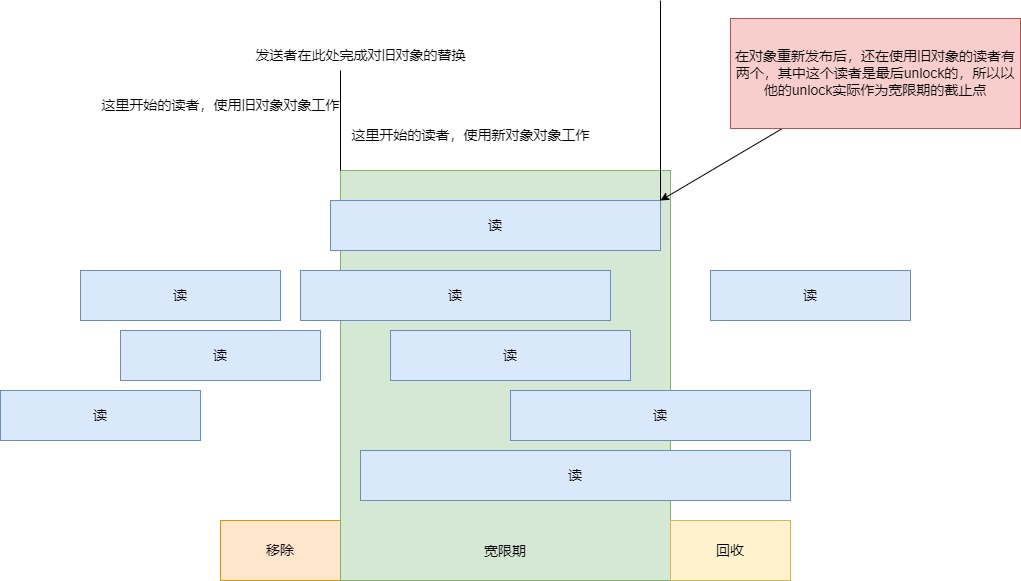 发送者在此处完成对旧对象的替换
这里开始的读者，使用旧对象对象工作
这里开始的读者，使用新对象对象工作
在对象重新发布后，还在使用旧对象的读者有
两个，其中这个读者是最后unlock的，所以以
他的unlock实际作为宽限期的截止点
读
读
读
读
读
读
读
读
读
移除
宽限期
回收